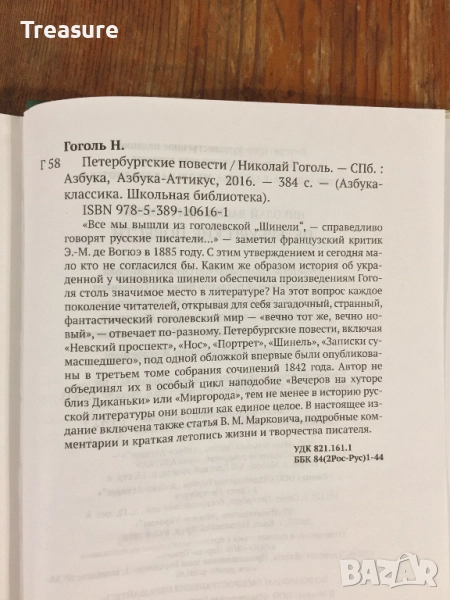 Treasure
Гоголь Н.
Г 58 Петербургские повести / Николай Гоголь. — СПб. :
Азбука, Азбука-Аттикус, 2016. — 384 с. — (Азбука-
классика. Школьная библиотека).
ISBN 978-5-389-10616-1
«Все мы вышли из гоголевской „Шинели“, — справедливо
говорят русские писатели...» — заметил французский критик
Э.-М. де Вогюэ в 1885 году. С этим утверждением и сегодня ма-
ло кто не согласился бы. Каким же образом история об укра-
денной у чиновника шинели обеспечила произведениям Гого-
ля столь значимое место в литературе? На этот вопрос каждое
поколение читателей, открывая для себя загадочный, странный,
фантастический гоголевский мир — «вечно тот же, вечно но-
вый», — отвечает по-разному. Петербургские повести, включая
«Невский проспект», «Нос», «Портрет», «Шинель», «Записки су-
масшедшего», под одной обложкой впервые были опубликова-
ны в третьем томе собрания сочинений 1842 года. Автор не
объединял их в особый цикл наподобие «Вечеров на хуторе
близ Диканьки» или «Миргорода», тем не менее в историю рус-
ской литературы они вошли как единое целое. В настоящее из-
дание включена также статья В. М. Марковича, подробные ком-
ментарии и краткая летопись жизни и творчества писателя.
УДК 821.161.1
ББК 84(2Рос-Рус)1-44
BAZAR.BG